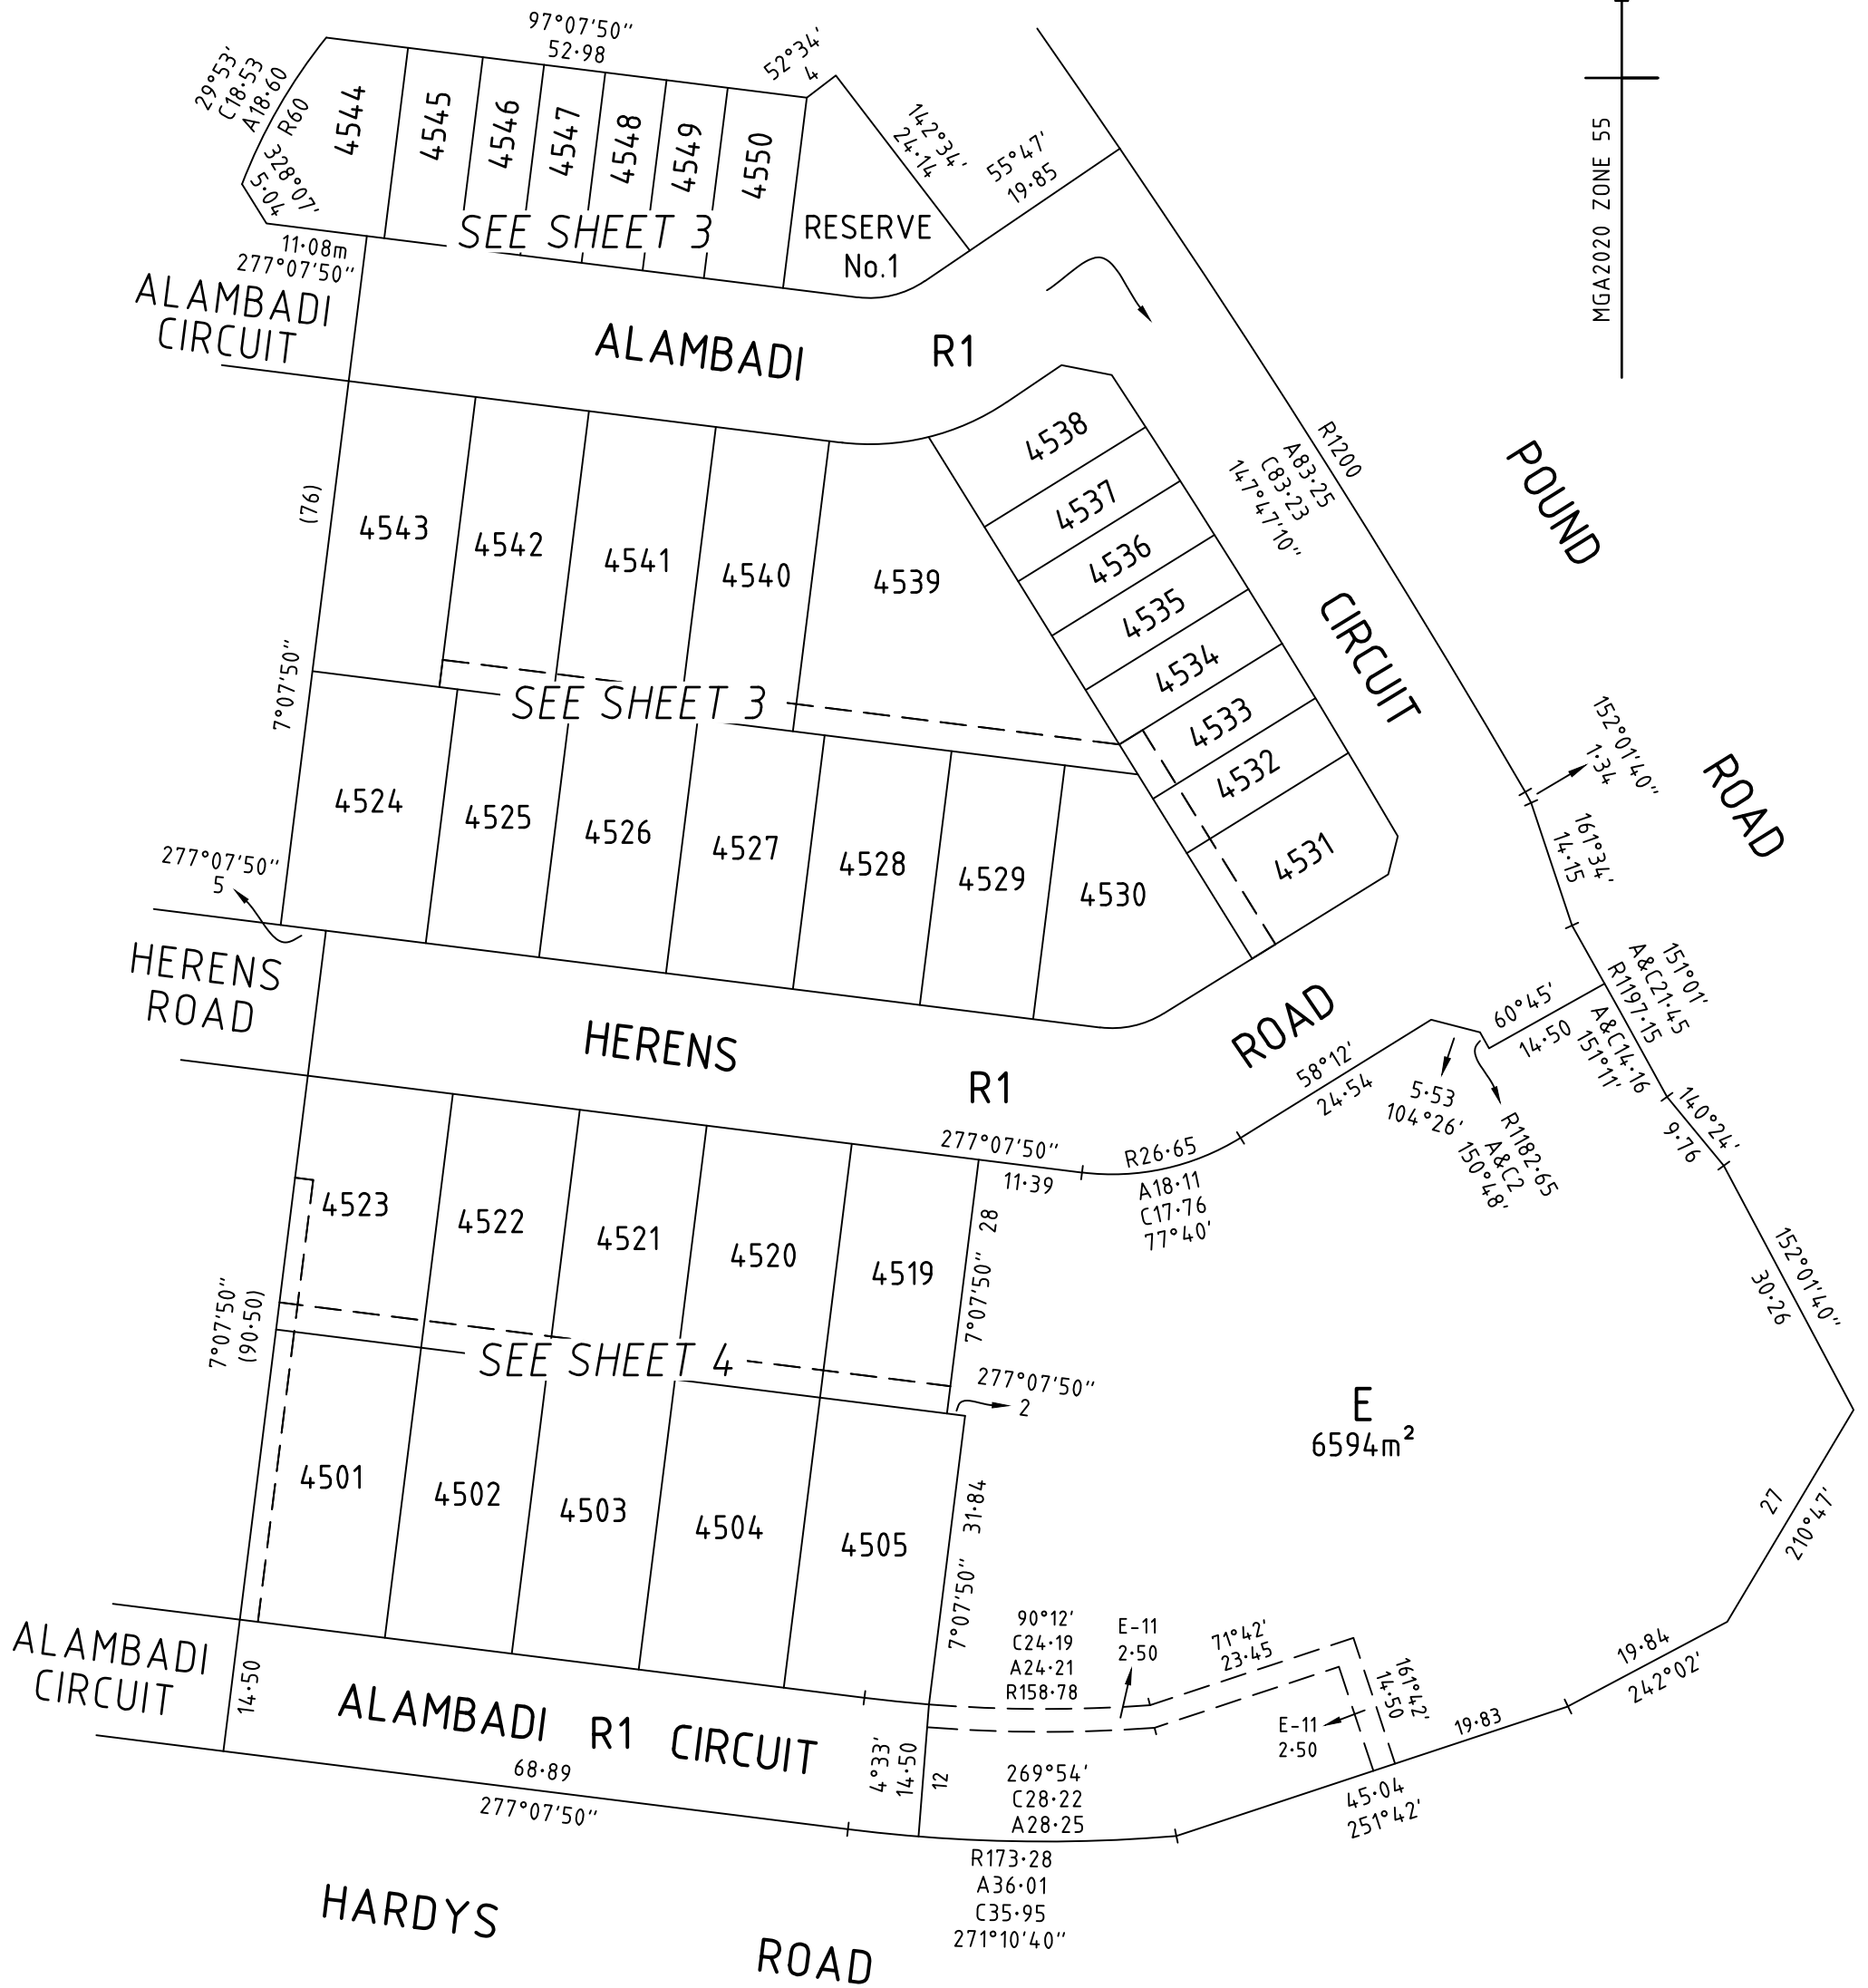 97°07'50"
52·98
52°34'
4
29°53'
C18·53
A18·60
R60
328°07'
5·04
4544
4545
4546
4547
4548
4549
4550
SEE SHEET 3
RESERVE
No.1
142°34'
24·14
55°47'
19·85
MGA2020 ZONE 55
11·08m
277°07'50"
ALAMBADI
CIRCUIT
ALAMBADI
R1
CIRCUIT
R1200
A83·25
C83·23
147°47'10"
POUND
ROAD
(76)
7°07'50"
4543
4542
4541
4540
4539
4538
4537
4536
4535
4534
4533
4532
4531
SEE SHEET 3
4524
4525
4526
4527
4528
4529
4530
152°01'40"
1·34
161°34'
14·15
277°07'50"
5
HERENS
ROAD
HERENS
R1
ROAD
151°01'
A&C21·45
R1197·15
A&C14·16
151°11'
60°45'
14·50
58°12'
24·54
5·53
104°26'
R1182·65
A&C2
150°48'
140°24'
9·76
277°07'50"
11·39
R26·65
A18·11
C17·76
77°40'
152°01'40"
30·26
4523
4522
4521
4520
4519
28
7°07'50"
7°07'50"
(90·50)
SEE SHEET 4
277°07'50"
2
E
6594m²
4501
4502
4503
4504
4505
31·84
7°07'50"
27
210°47'
90°12'
C24·19
A24·21
R158·78
E-11
2·50
71°42'
23·45
161°42'
14·50
E-11
2·50
19·84
242°02'
19·83
45·04
251°42'
ALAMBADI
CIRCUIT
14·50
ALAMBADI R1 CIRCUIT
68·89
277°07'50"
4°33'
14·50
12
269°54'
C28·22
A28·25
R173·28
A36·01
C35·95
271°10'40"
HARDYS
ROAD